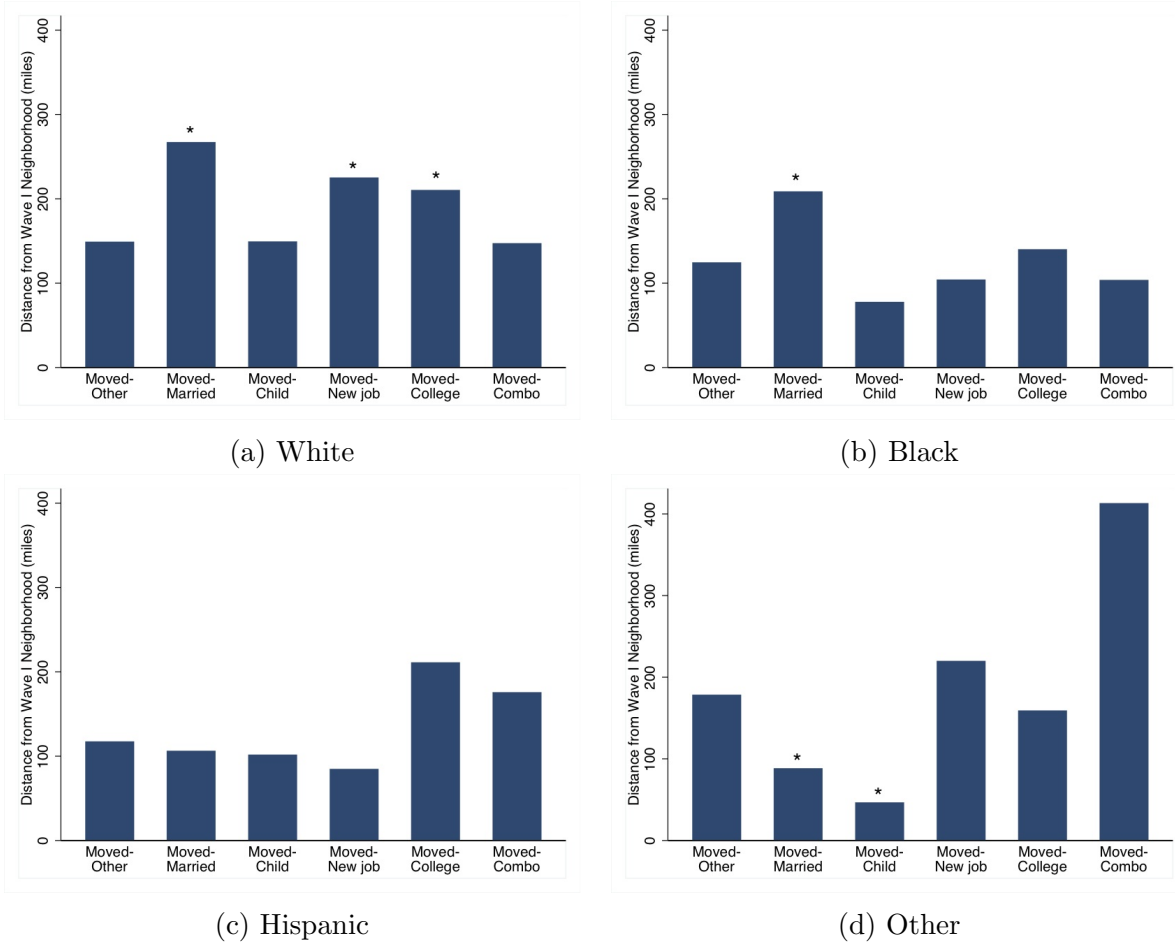 Distance from Wave I Neighborhood (miles)
400
300
200
100
0
*
*
*
Moved-
Other
Moved-
Married
Moved-
Child
Moved-
New job
Moved-
College
Moved-
Combo
(a) White
Distance from Wave I Neighborhood (miles)
400
300
200
100
0
*
Moved-
Other
Moved-
Married
Moved-
Child
Moved-
New job
Moved-
College
Moved-
Combo
(b) Black
Distance from Wave I Neighborhood (miles)
400
300
200
100
0
Moved-
Other
Moved-
Married
Moved-
Child
Moved-
New job
Moved-
College
Moved-
Combo
(c) Hispanic
Distance from Wave I Neighborhood (miles)
400
300
200
100
0
*
*
Moved-
Other
Moved-
Married
Moved-
Child
Moved-
New job
Moved-
College
Moved-
Combo
(d) Other